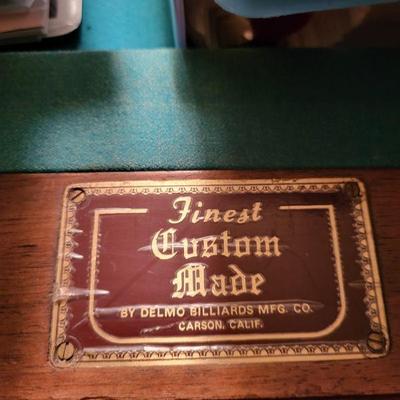 Finest
Custom
Made
BY DELMO BILLIARDS MFG. CO.
CARSON, CALIF.